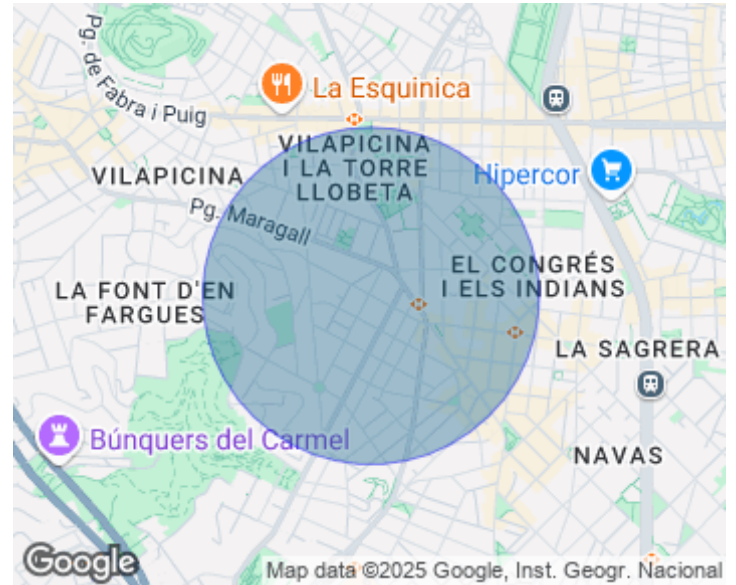 Pg. de Fabra i Puig
La Esquinica
VILAPICINA
I LA TORRE
LLOBETA
Hipercor
VILAPICINA
Pg. Maragall
EL CONGRÉS
I ELS INDIANS
LA FONT D'EN
FARGUES
LA SAGRERA
Búnquers del Carmel
NAVAS
Google
Map data ©2025 Google, Inst. Geogr. Nacional